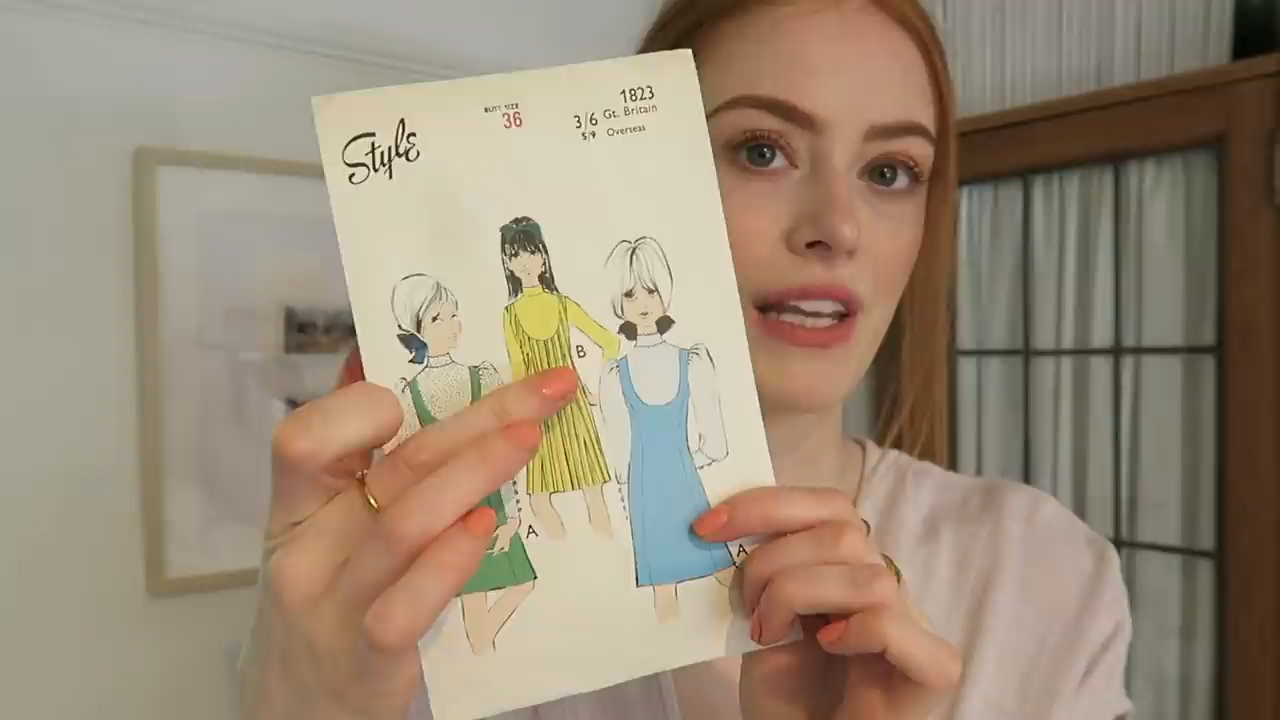 Style
BUST SIZE
36
1823
3/6 Gt. Britain
5/9 Overseas
B
A
A